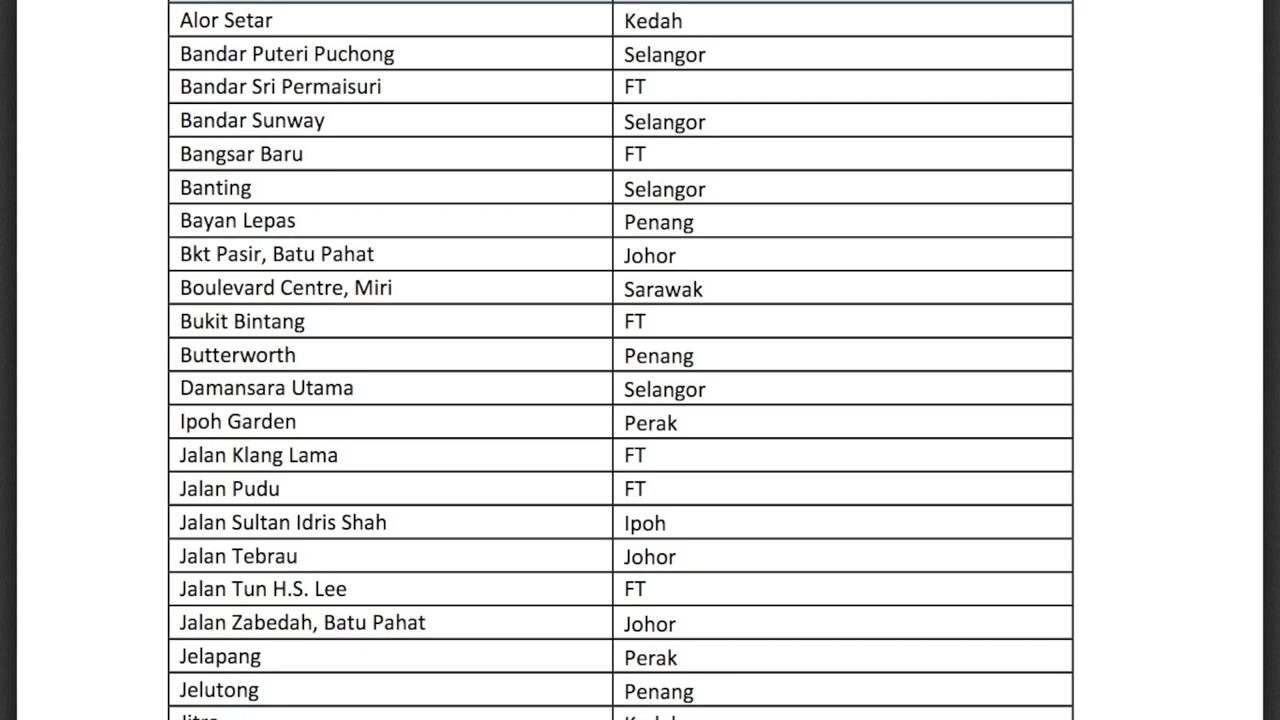 Alor Setar Kedah
Bandar Puteri Puchong Selangor
Bandar Sri Permaisuri FT
Bandar Sunway Selangor
Bangsar Baru FT
Banting Selangor
Bayan Lepas Penang
Bkt Pasir, Batu Pahat Johor
Boulevard Centre, Miri Sarawak
Bukit Bintang FT
Butterworth Penang
Damansara Utama Selangor
Ipoh Garden Perak
Jalan Klang Lama FT
Jalan Pudu FT
Jalan Sultan Idris Shah Ipoh
Jalan Tebrau Johor
Jalan Tun H.S. Lee FT
Jalan Zabedah, Batu Pahat Johor
Jelapang Perak
Jelutong Penang